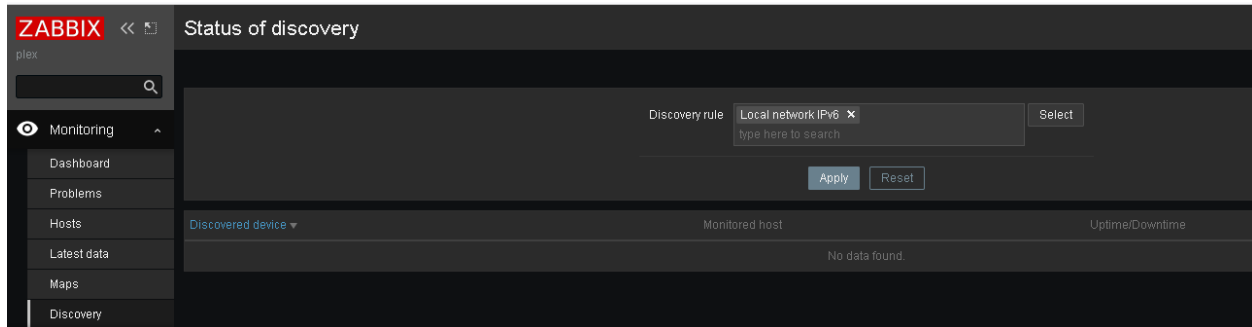 ZABBIX
Status of discovery
plex
Discovery rule Local network IPv6 × Select
type here to search
Monitoring
Apply Reset
Dashboard
Problems
Hosts
Discovered device Monitored host Uptime/Downtime
Latest data
No data found.
Maps
Discovery